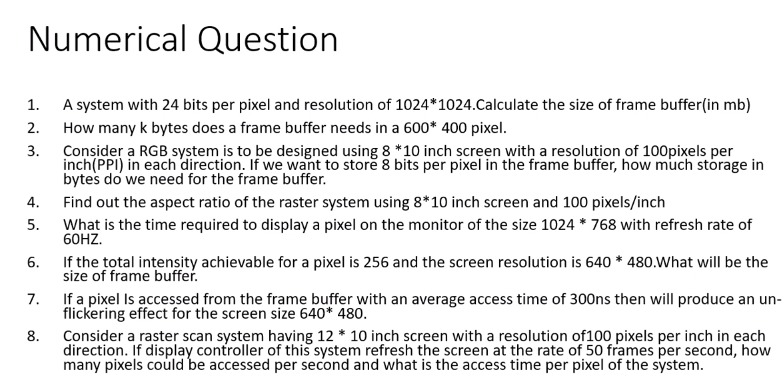 Numerical Question
1. A system with 24 bits per pixel and resolution of 1024*1024.Calculate the size of frame buffer(in mb)
2. How many k bytes does a frame buffer needs in a 600* 400 pixel.
3. Consider a RGB system is to be designed using 8 *10 inch screen with a resolution of 100pixels per
inch(PPI) in each direction. If we want to store 8 bits per pixel in the frame buffer, how much storage in
bytes do we need for the frame buffer.
4. Find out the aspect ratio of the raster system using 8*10 inch screen and 100 pixels/inch
5. What is the time required to display a pixel on the monitor of the size 1024 * 768 with refresh rate of
60HZ.
6. If the total intensity achievable for a pixel is 256 and the screen resolution is 640 * 480.What will be the
size of frame buffer.
7. If a pixel Is accessed from the frame buffer with an average access time of 300ns then will produce an un-
flickering effect for the screen size 640* 480.
8. Consider a raster scan system having 12 * 10 inch screen with a resolution of100 pixels per inch in each
direction. If display controller of this system refresh the screen at the rate of 50 frames per second, how
many pixels could be accessed per second and what is the access time per pixel of the system.